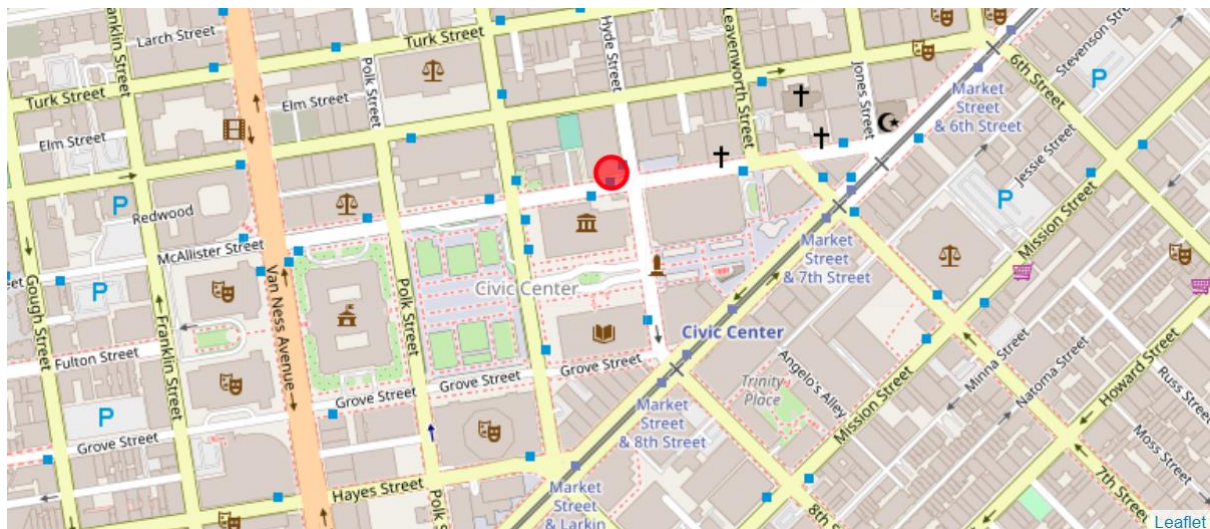 Larch Street
Turk Street
Franklin Street
Polk Street
Hyde Street
Leavenworth Street
Jones Street
6th Street
Stevenson Str
Market
Street
& 6th Street
Turk Street
Elm Street
Elm Street
P
P
Redwood
McAllister Street
Jessie Street
P
Mission Street
Market
Street
& 7th Street
Van Ness Avenue
Polk Street
Civic Center
Civic Center
P
Gough Street
Franklin Street
Fulton Street
Grove Street
Grove Street
Grove Street
Angelo's Alley
Trinity
Place
Minna Street
Natoma Street
Howard Street
Russ Street
P
Grove Street
Market
Street
& 8th Street
Mission Street
Moss Street
7th Street
Hayes Street
Polk S
Market
Street
& Larkin
8th Street
Leaflet